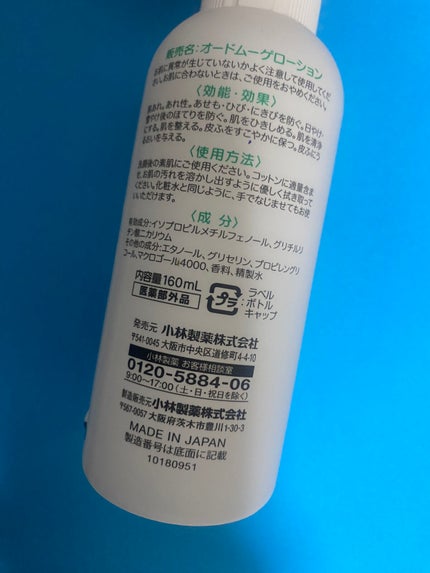 販売名：オードムーゲローション
お肌に異常が生じていないかよく注意して使用してくだ
さい。お肌に合わないときは、ご使用をおやめください。
〈効能・効果〉
肌あれ。あれ性。あせも・ひび・にきびを防ぐ。日やけ・
雪やけ後のほてりを防ぐ。肌をひきしめる。肌を清浄
にする。肌を整える。皮ふをすこやかに保つ。皮ふにう
るおいを与える。
〈使用方法〉
洗顔後の素肌にご使用ください。コットンに適量含ま
せ、お肌の汚れを溶かし出すように優しく拭き取って
ください。化粧水と同じように、手でなじませてもお使
いいただけます。
〈成 分〉
有効成分：イソプロピルメチルフェノール、グリチルリ
チン酸二カリウム
その他の成分：エタノール、グリセリン、プロピレングリ
コール、マクロゴール4000、香料、精製水
内容量160mL
医薬部外品
プラ
ラベル
：ボトル
キャップ
発売元 小林製薬株式会社
〒541-0045 大阪市中央区道修町4-4-10
小林製薬 お客様相談室
0120-5884-06
9:00～17:00（土・日・祝日を除く）
製造販売元 小林製薬株式会社
〒567-0057 大阪府茨木市豊川1-30-3
MADE IN JAPAN
製造番号は底面に記載
10180951